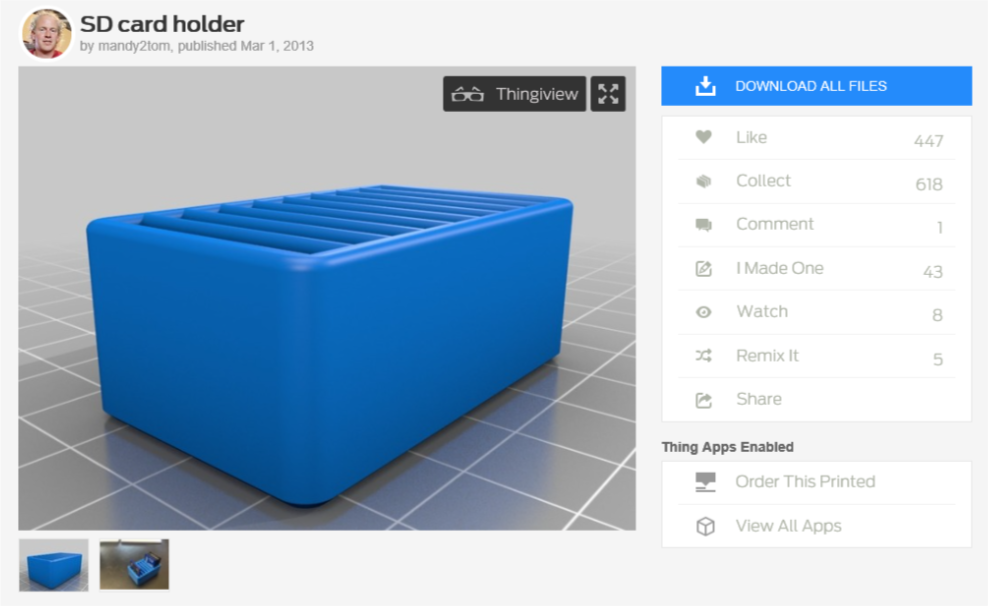 SD card holder
by mandy2tom, published Mar 1, 2013
Thingiview
DOWNLOAD ALL FILES
Like 447
Collect 618
Comment 1
I Made One 43
Watch 8
Remix It 5
Share
Thing Apps Enabled
Order This Printed
View All Apps